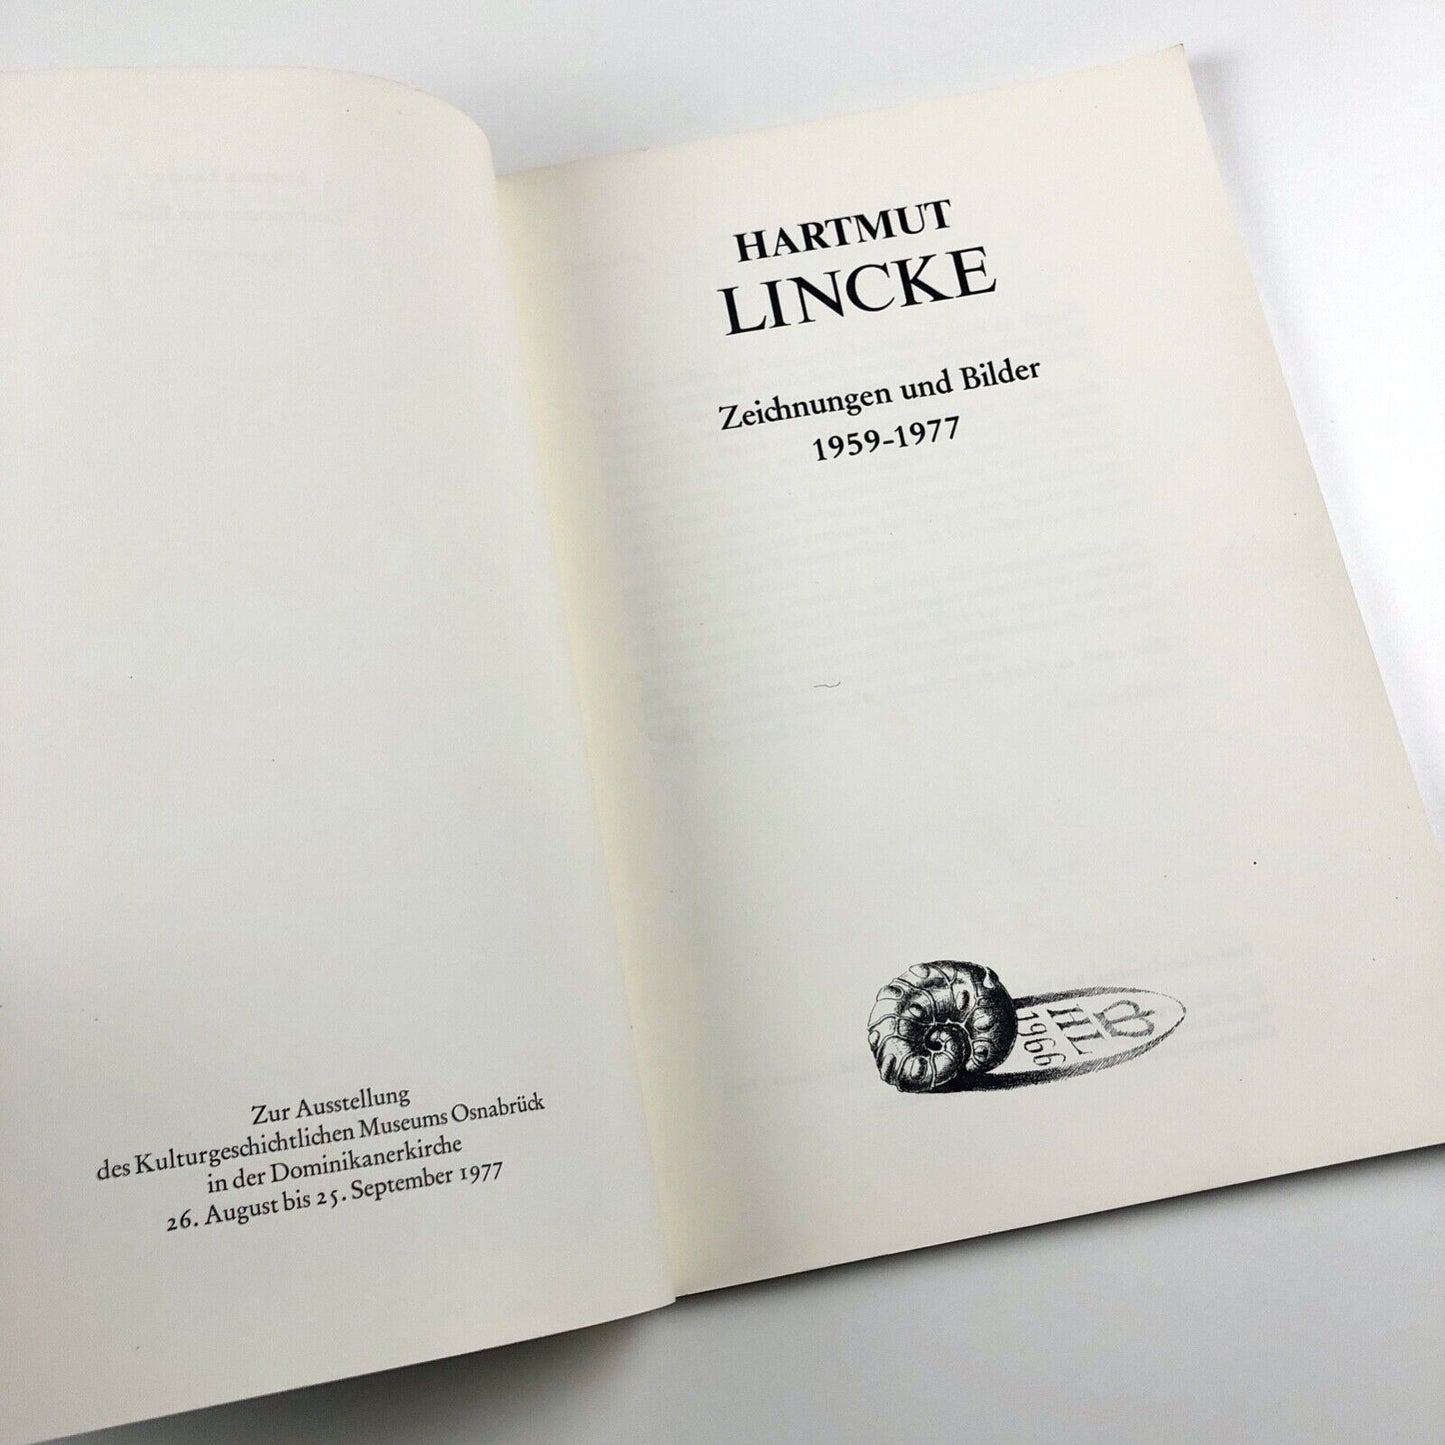 Zur Ausstellung
des Kulturgeschichtlichen Museums Osnabrück
in der Dominikanerkirche
26. August bis 25. September 1977
HARTMUT
LINCKE
Zeichnungen und Bilder
1959-1977
HL
1966